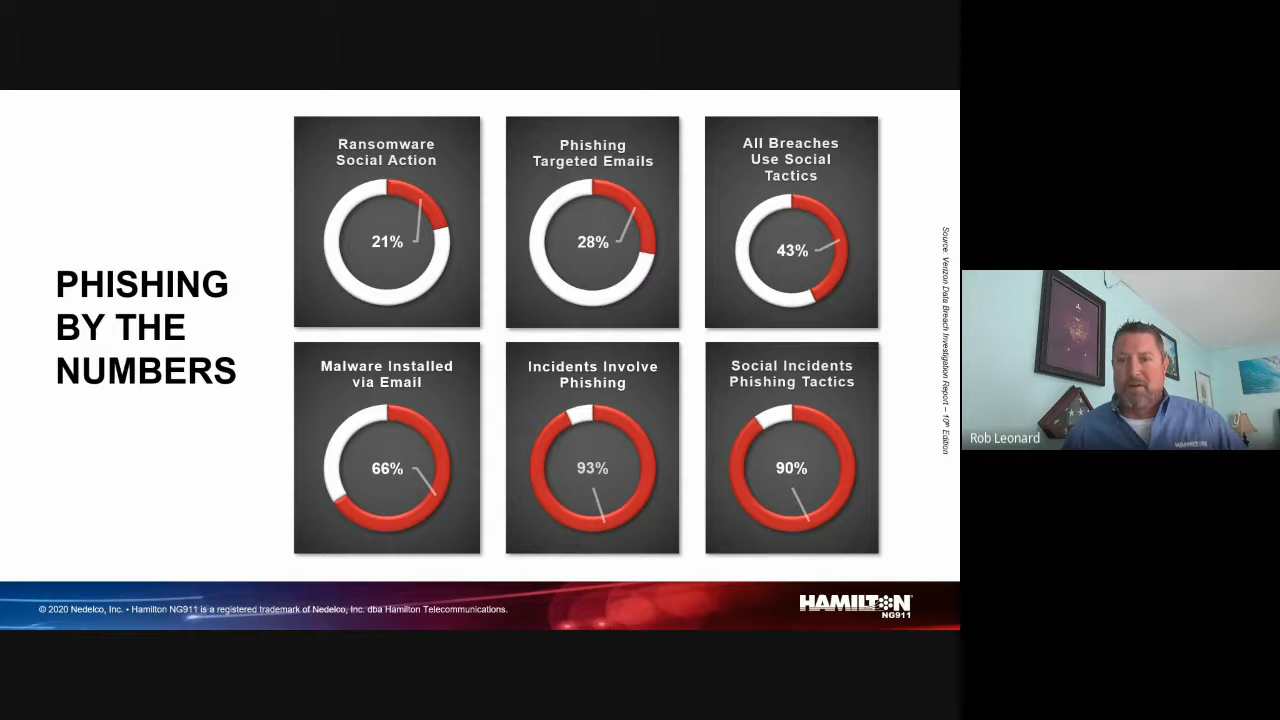 PHISHING
BY THE
NUMBERS
Ransomware
Social Action
21%
Phishing
Targeted Emails
28%
All Breaches
Use Social
Tactics
43%
Malware Installed
via Email
66%
Incidents Involve
Phishing
93%
Social Incidents
Phishing Tactics
90%
Source: Verizon Data Breach Investigation Report – 10th Edition
© 2020 Nedelco, Inc. • Hamilton NG911 is a registered trademark of Nedelco, Inc. dba Hamilton Telecommunications.
HAMILTON
NG911
Rob Leonard
HAMILTON